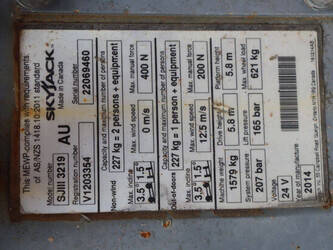 This MEWP complies with requirements
of AS/NZS 1418.10:2011 standard
SKYJACK
Made in Canada
Model number
SJIII 3219
AU
Serial number
22069460
Registration number
V1203354
Capacity and maximum number of persons
227 kg = 2 persons + equipment
Max. manual force
400 N
Non-wind
Max. wind speed
0 m/s
Max. incline
3.5°
1.5°
Capacity and maximum number of persons
227 kg = 1 person + equipment
Max. manual force
200 N
Out-of-doors
Max. wind speed
12.5 m/s
Max. incline
3.5°
1.5°
Platform height
5.8 m
Max. wheel load
621 kg
Drive height
5.8 m
Lift pressure
165 bar
Machine weight
1579 kg
System pressure
207 bar
Voltage
24 V
Year of manufacture